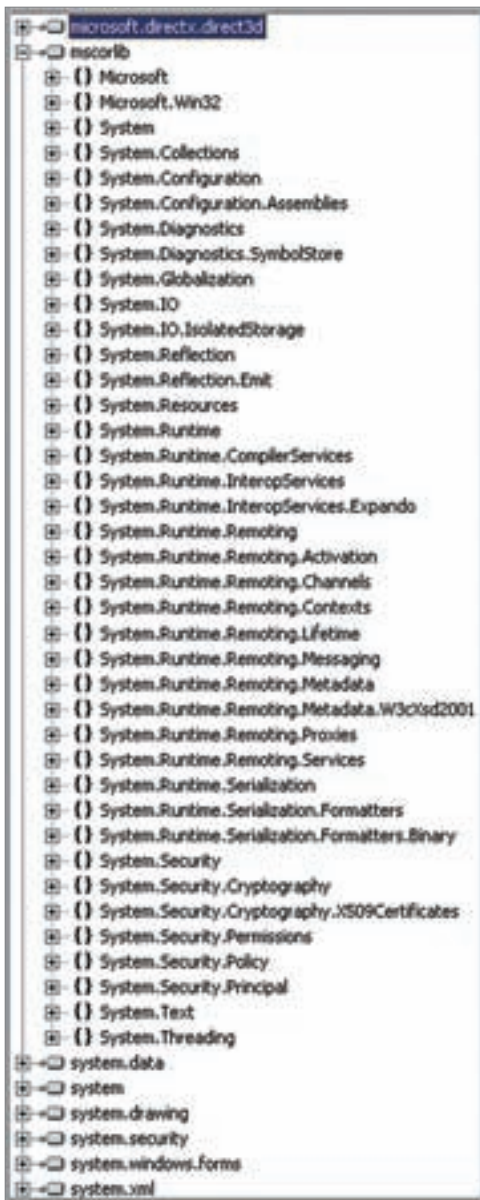 microsoft.directx.direct3d
mscorlib
Microsoft
Microsoft.Win32
System
System.Collections
System.Configuration
System.Configuration.Assemblies
System.Diagnostics
System.Diagnostics.SymbolStore
System.Globalization
System.IO
System.IO.IsolatedStorage
System.Reflection
System.Reflection.Emit
System.Resources
System.Runtime
System.Runtime.CompilerServices
System.Runtime.InteropServices
System.Runtime.InteropServices.Expando
System.Runtime.Remoting
System.Runtime.Remoting.Activation
System.Runtime.Remoting.Channels
System.Runtime.Remoting.Contexts
System.Runtime.Remoting.Lifetime
System.Runtime.Remoting.Messaging
System.Runtime.Remoting.Metadata
System.Runtime.Remoting.Metadata.W3cXsd2001
System.Runtime.Remoting.Proxies
System.Runtime.Remoting.Services
System.Runtime.Serialization
System.Runtime.Serialization.Formatters
System.Runtime.Serialization.Formatters.Binary
System.Security
System.Security.Cryptography
System.Security.Cryptography.X509Certificates
System.Security.Permissions
System.Security.Policy
System.Security.Principal
System.Text
System.Threading
system.data
system
system.drawing
system.security
system.windows.forms
system.xml